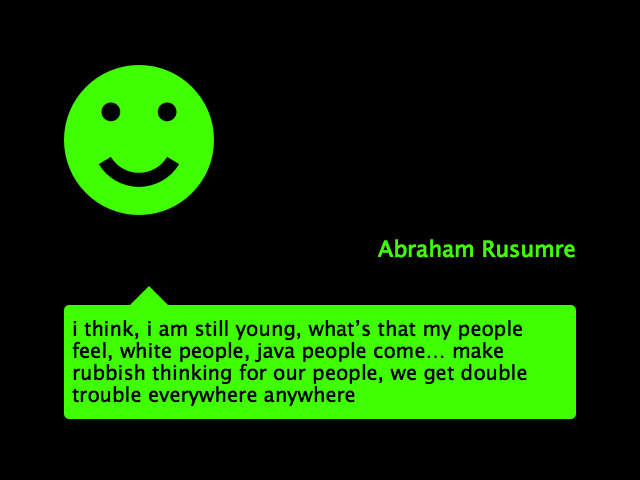 Abraham Rusumre
i think, i am still young, what’s that my people
feel, white people, java people come… make
rubbish thinking for our people, we get double
trouble everywhere anywhere